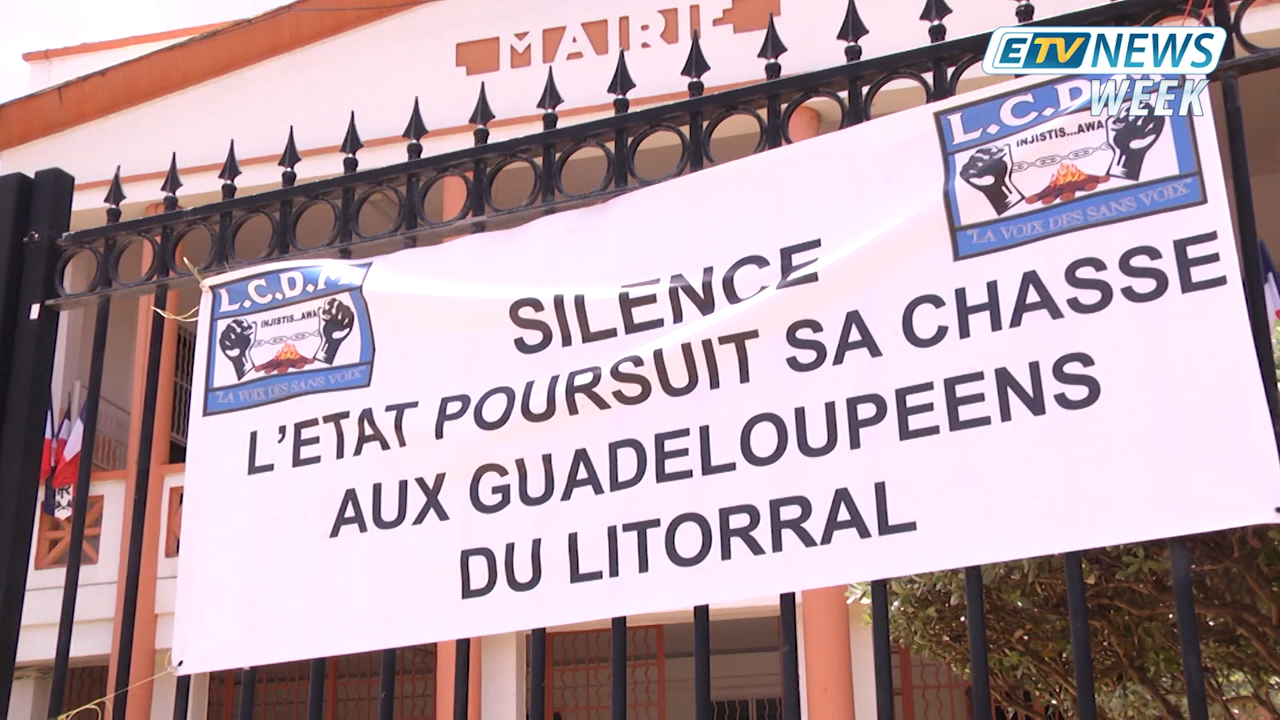 MAIRIE
ETV NEWS
WEEK
L.C.D.M
INJISTIS...AWA
"LA VOIX DES SANS VOIX"
L.C.D.M
INJISTIS...AWA
"LA VOIX DES SANS VOIX"
SILENCE
L'ETAT POURSUIT SA CHASSE
AUX GUADELOUPEENS
DU LITORRAL